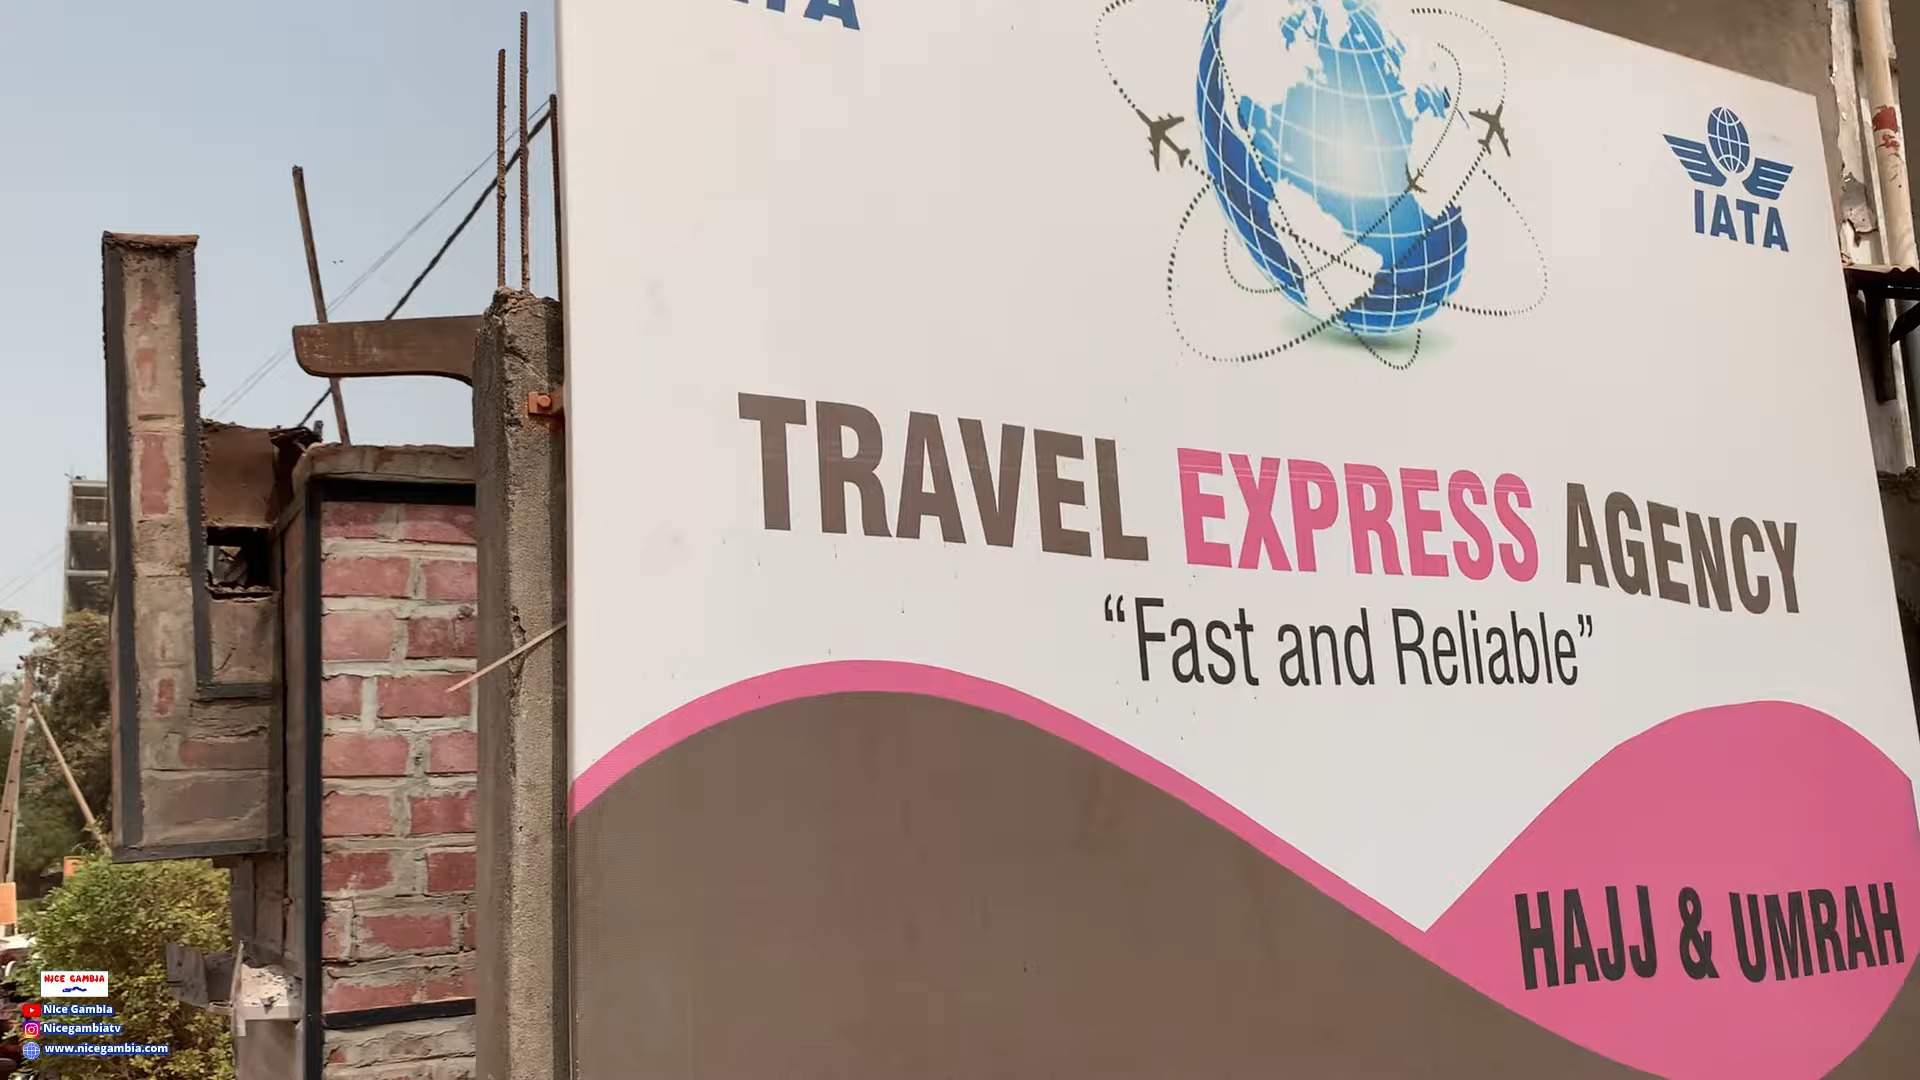 IATA
TRAVEL EXPRESS AGENCY
“Fast and Reliable”
HAJJ & UMRAH
NICE GAMBIA
Nice Gambia
Nicegambiatv
www.nicegambia.com